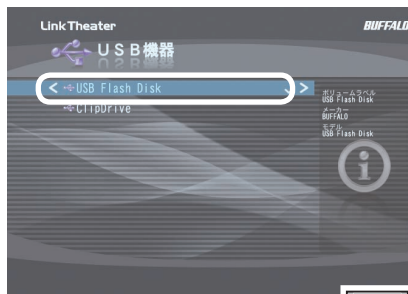 LinkTheater
BUFFALO
USB機器
USB Flash Disk
ClipDrive
ボリュームラベル
USB Flash Disk
メーカー
BUFFALO
モデル
USB Flash Disk